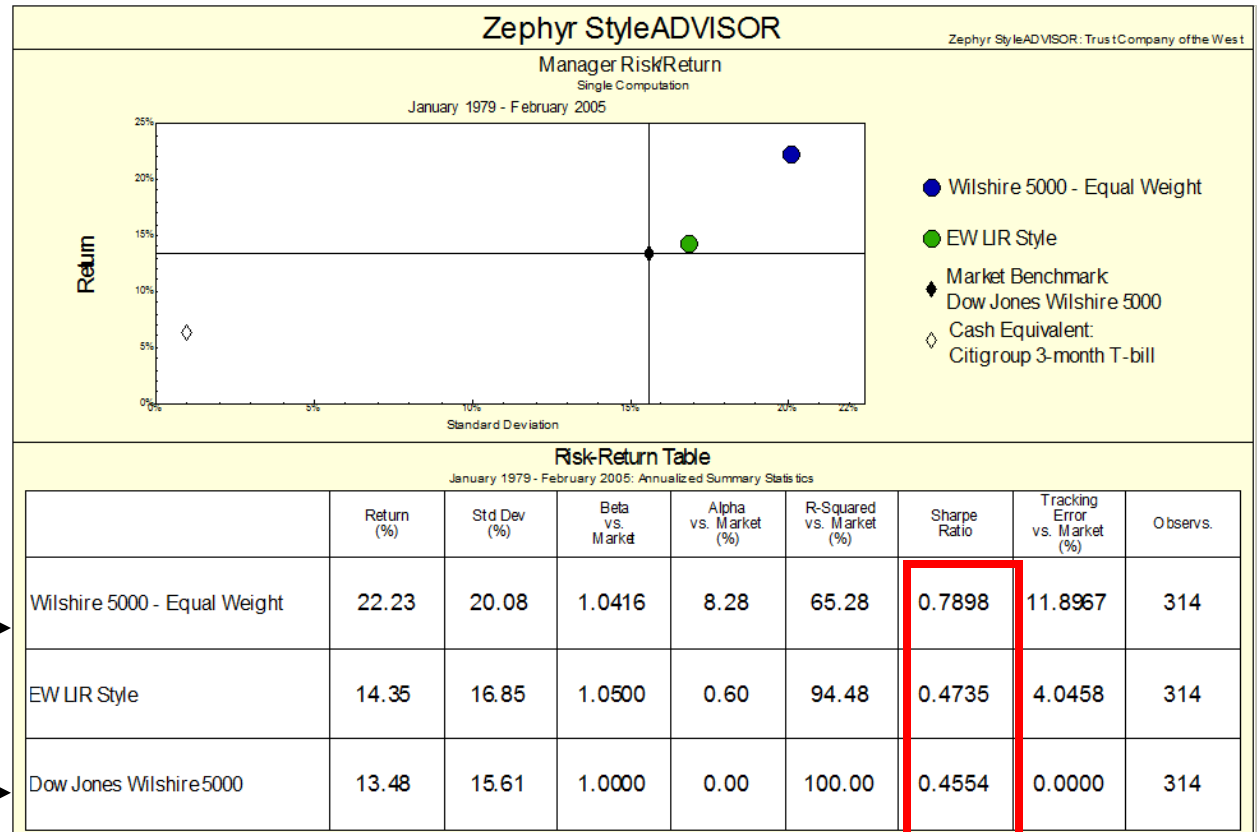 Zephyr StyleADVISOR
Zephyr StyleADVISOR: Trust Company of the West
Manager Risk/Return
Single Computation
January 1979 - February 2005
25%
20%
15%
10%
5%
0%
Return
0% 5% 10% 15% 20% 22%
Standard Deviation
Wilshire 5000 - Equal Weight
EW LIR Style
Market Benchmark:
Dow Jones Wilshire 5000
Cash Equivalent:
Citigroup 3-month T-bill
Risk-Return Table
January 1979 - February 2005: Annualized Summary Statistics
Return
(%)
Std Dev
(%)
Beta
vs.
Market
Alpha
vs. Market
(%)
R-Squared
vs. Market
(%)
Sharpe
Ratio
Tracking
Error
vs. Market
(%)
Observs.
Wilshire 5000 - Equal Weight 22.23 20.08 1.0416 8.28 65.28 0.7898 11.8967 314
EW LIR Style 14.35 16.85 1.0500 0.60 94.48 0.4735 4.0458 314
Dow Jones Wilshire 5000 13.48 15.61 1.0000 0.00 100.00 0.4554 0.0000 314